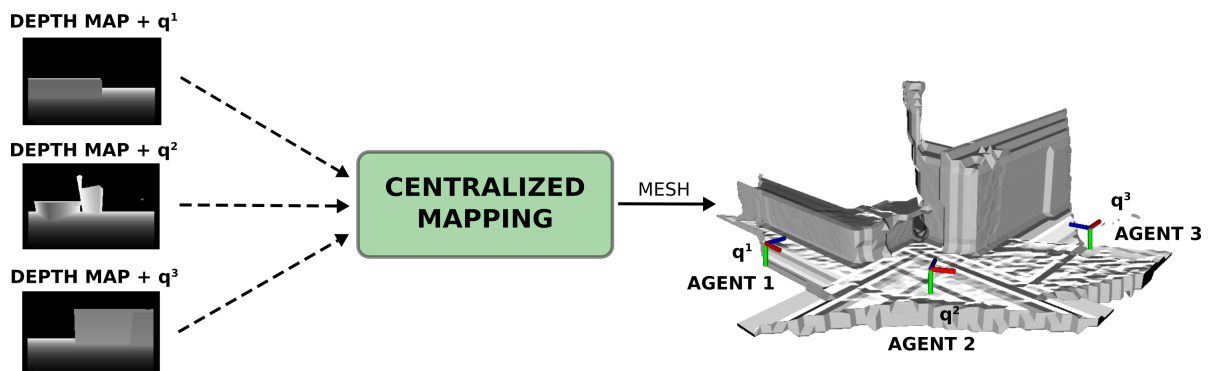 DEPTH MAP + q¹
DEPTH MAP + q²
DEPTH MAP + q³
CENTRALIZED
MAPPING
MESH
q¹
AGENT 1
q²
AGENT 2
q³
AGENT 3